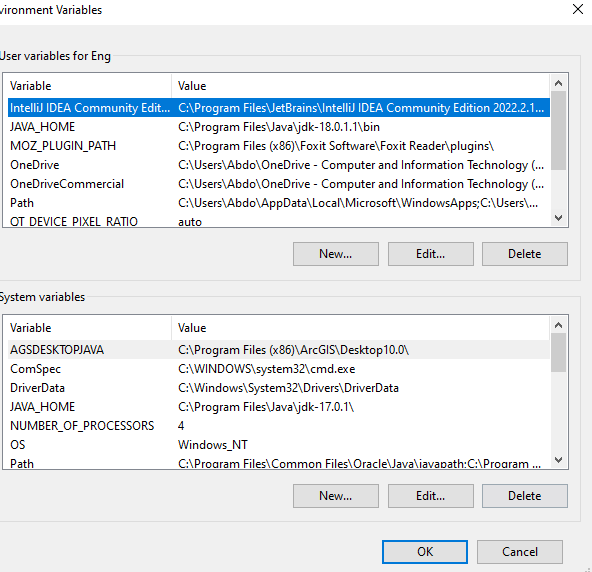 vironment Variables
User variables for Eng
Variable Value
IntelliJ IDEA Community Edit... C:\Program Files\JetBrains\IntelliJ IDEA Community Edition 2022.2.1...
JAVA_HOME C:\Program Files\Java\jdk-18.0.1.1\bin
MOZ_PLUGIN_PATH C:\Program Files (x86)\Foxit Software\Foxit Reader\plugins\
OneDrive C:\Users\Abdo\OneDrive - Computer and Information Technology (...
OneDriveCommercial C:\Users\Abdo\OneDrive - Computer and Information Technology (...
Path C:\Users\Abdo\AppData\Local\Microsoft\WindowsApps;C:\Users\...
QT_DEVICE_PIXEL_RATIO auto
New... Edit... Delete
System variables
Variable Value
AGSDESKTOPJAVA C:\Program Files (x86)\ArcGIS\Desktop10.0\
ComSpec C:\WINDOWS\system32\cmd.exe
DriverData C:\Windows\System32\Drivers\DriverData
JAVA_HOME C:\Program Files\Java\jdk-17.0.1\
NUMBER_OF_PROCESSORS 4
OS Windows_NT
Path C:\Program Files\Common Files\Oracle\Java\javapath;C:\Program ...
New... Edit... Delete
OK Cancel